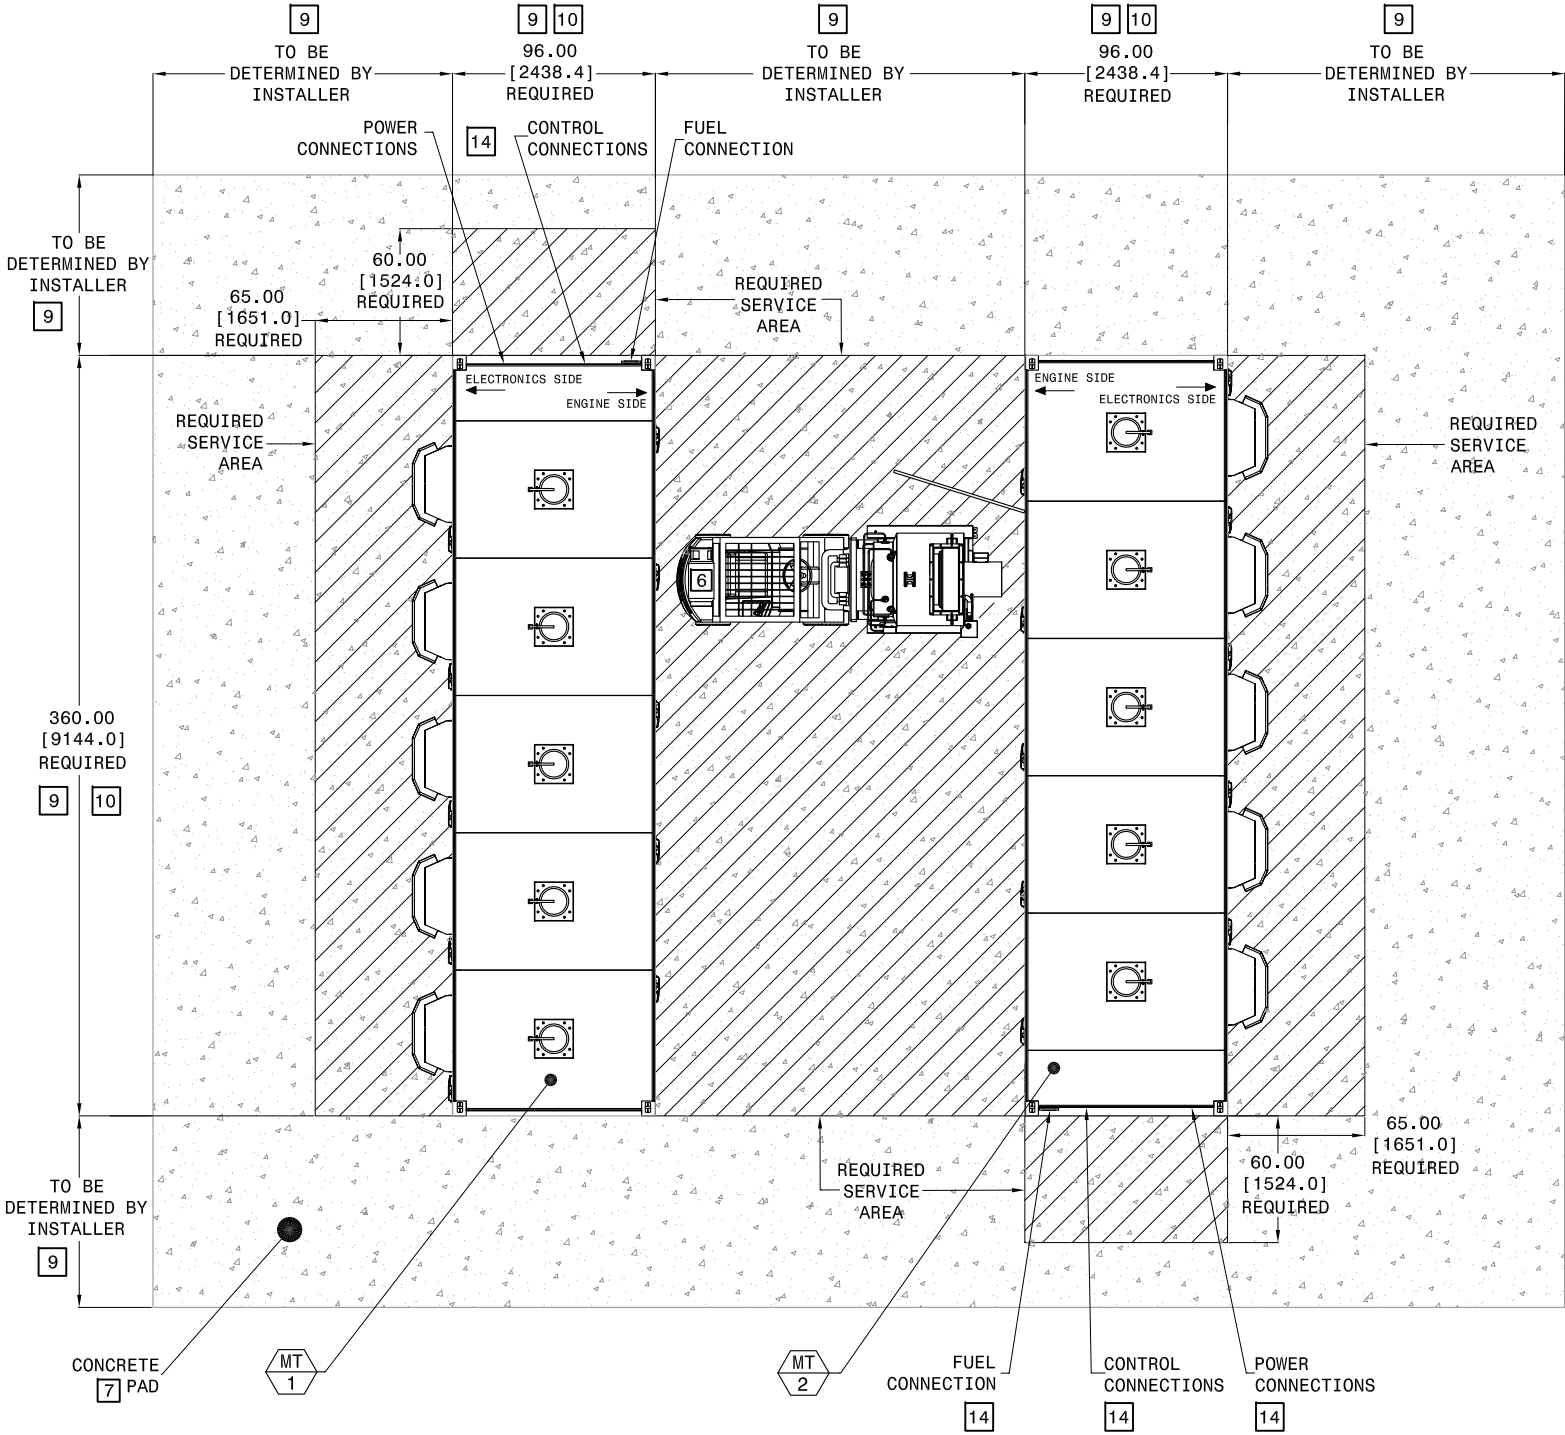 9
9 10
9
9 10
9
TO BE
DETERMINED BY
INSTALLER
96.00
[2438.4]
REQUIRED
TO BE
DETERMINED BY
INSTALLER
96.00
[2438.4]
REQUIRED
TO BE
DETERMINED BY
INSTALLER
POWER
CONNECTIONS
14
CONTROL
CONNECTIONS
FUEL
CONNECTION
TO BE
DETERMINED BY
INSTALLER
9
60.00
[1524.0]
REQUIRED
65.00
[1651.0]
REQUIRED
REQUIRED
SERVICE
AREA
ELECTRONICS SIDE
ENGINE SIDE
ENGINE SIDE
ELECTRONICS SIDE
REQUIRED
SERVICE
AREA
REQUIRED
SERVICE
AREA
6
360.00
[9144.0]
REQUIRED
9 10
TO BE
DETERMINED BY
INSTALLER
9
REQUIRED
SERVICE
AREA
60.00
[1524.0]
REQUIRED
65.00
[1651.0]
REQUIRED
CONCRETE
7 PAD
MT
1
MT
2
FUEL
CONNECTION
14
CONTROL
CONNECTIONS
14
POWER
CONNECTIONS
14